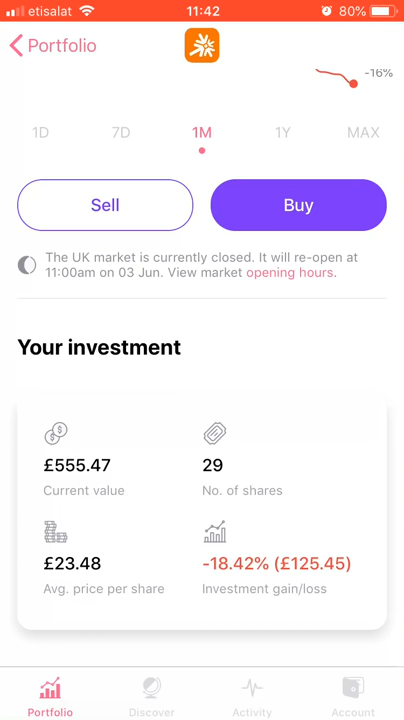 etisalat 11:42 80%
Portfolio
-16%
1D 7D 1M 1Y MAX
Sell Buy
The UK market is currently closed. It will re-open at
11:00am on 03 Jun. View market opening hours.
Your investment
£555.47 29
Current value No. of shares
£23.48 -18.42% (£125.45)
Avg. price per share Investment gain/loss
Portfolio Discover Activity Account